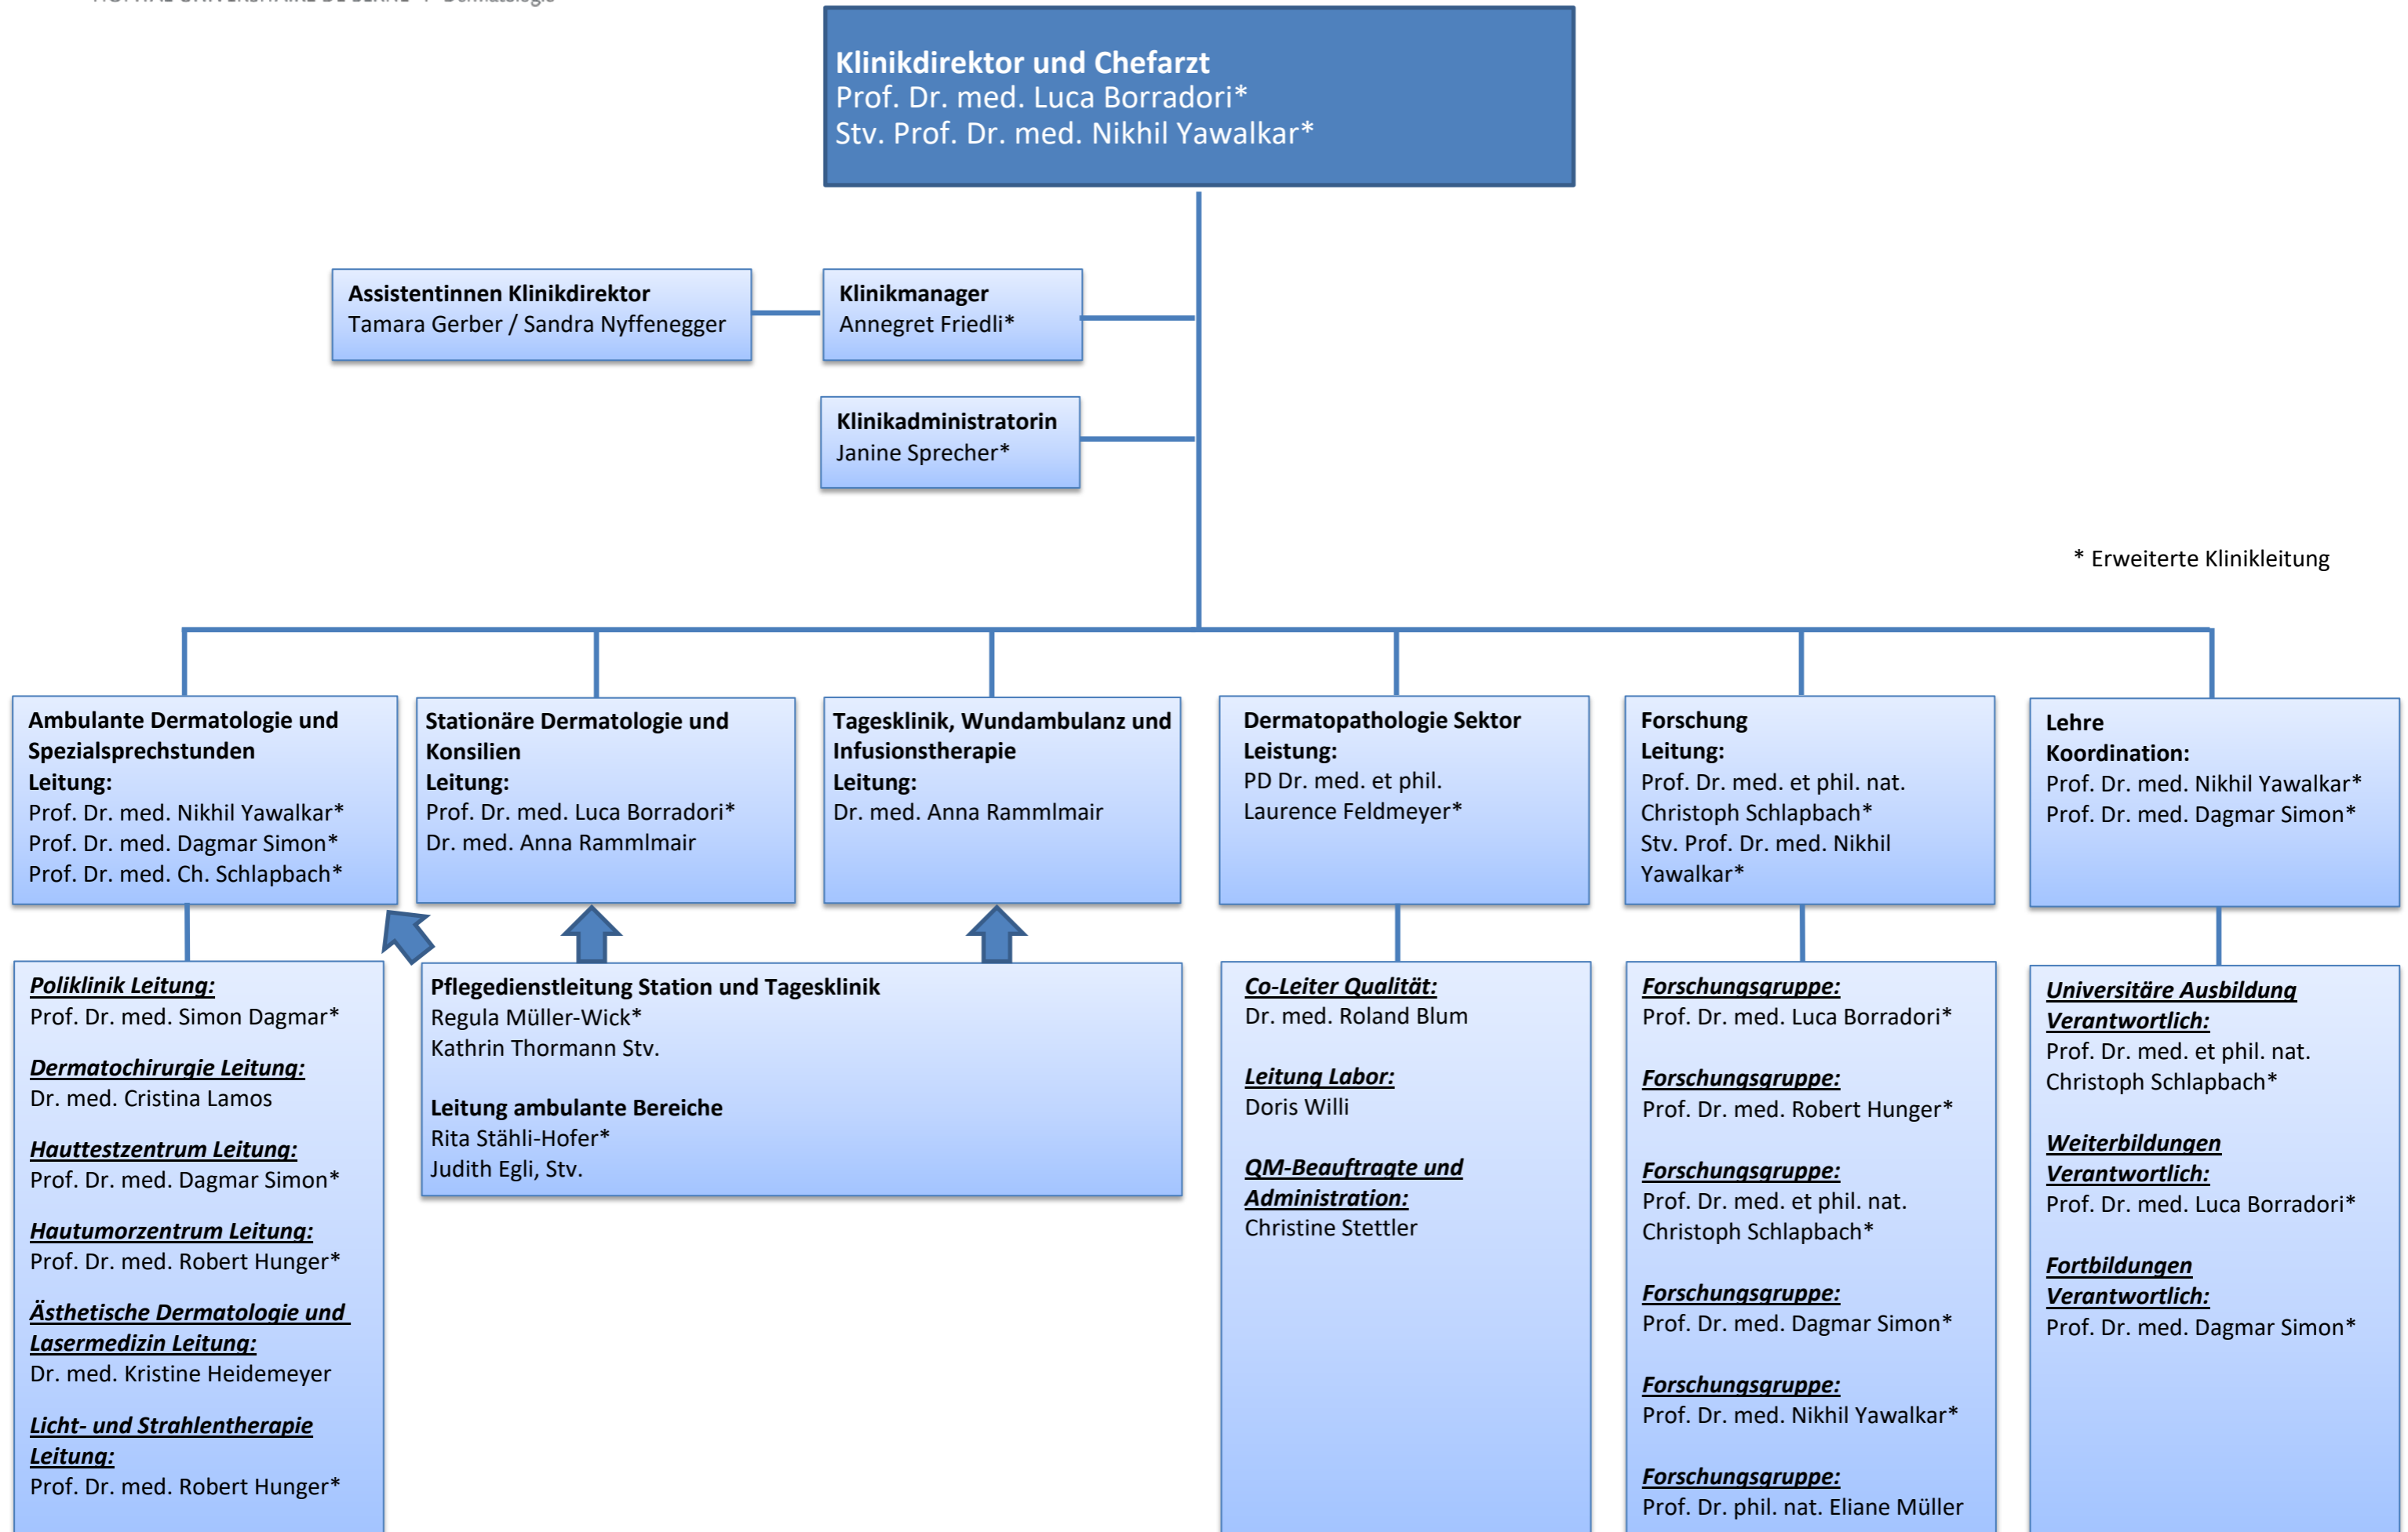 Klinikdirektor und Chefarzt
Prof. Dr. med. Luca Borradori*
Stv. Prof. Dr. med. Nikhil Yawalkar*
Assistentinnen Klinikdirektor
Tamara Gerber / Sandra Nyffenegger
Klinikmanager
Annegret Friedli*
Klinikadministratorin
Janine Sprecher*
* Erweiterte Klinikleitung
Ambulante Dermatologie und
Spezialsprechstunden
Leitung:
Prof. Dr. med. Nikhil Yawalkar*
Prof. Dr. med. Dagmar Simon*
Prof. Dr. med. Ch. Schlapbach*
Stationäre Dermatologie und
Konsilien
Leitung:
Prof. Dr. med. Luca Borradori*
Dr. med. Anna Rammlmair
Tagesklinik, Wundambulanz und
Infusionstherapie
Leitung:
Dr. med. Anna Rammlmair
Dermatopathologie Sektor
Leistung:
PD Dr. med. et phil.
Laurence Feldmeyer*
Forschung
Leitung:
Prof. Dr. med. et phil. nat.
Christoph Schlapbach*
Stv. Prof. Dr. med. Nikhil
Yawalkar*
Lehre
Koordination:
Prof. Dr. med. Nikhil Yawalkar*
Prof. Dr. med. Dagmar Simon*
Poliklinik Leitung:
Prof. Dr. med. Simon Dagmar*
Dermatochirurgie Leitung:
Dr. med. Cristina Lamos
Hauttestzentrum Leitung:
Prof. Dr. med. Dagmar Simon*
Hautumorzentrum Leitung:
Prof. Dr. med. Robert Hunger*
Ästhetische Dermatologie und
Lasermedizin Leitung:
Dr. med. Kristine Heidemeyer
Licht- und Strahlentherapie
Leitung:
Prof. Dr. med. Robert Hunger*
Pflegedienstleitung Station und Tagesklinik
Regula Müller-Wick*
Kathrin Thormann Stv.
Leitung ambulante Bereiche
Rita Stähli-Hofer*
Judith Egli, Stv.
Co-Leiter Qualität:
Dr. med. Roland Blum
Leitung Labor:
Doris Willi
QM-Beauftragte und
Administration:
Christine Stettler
Forschungsgruppe:
Prof. Dr. med. Luca Borradori*
Forschungsgruppe:
Prof. Dr. med. Robert Hunger*
Forschungsgruppe:
Prof. Dr. med. et phil. nat.
Christoph Schlapbach*
Forschungsgruppe:
Prof. Dr. med. Dagmar Simon*
Forschungsgruppe:
Prof. Dr. med. Nikhil Yawalkar*
Forschungsgruppe:
Prof. Dr. phil. nat. Eliane Müller
Universitäre Ausbildung
Verantwortlich:
Prof. Dr. med. et phil. nat.
Christoph Schlapbach*
Weiterbildungen
Verantwortlich:
Prof. Dr. med. Luca Borradori*
Fortbildungen
Verantwortlich:
Prof. Dr. med. Dagmar Simon*